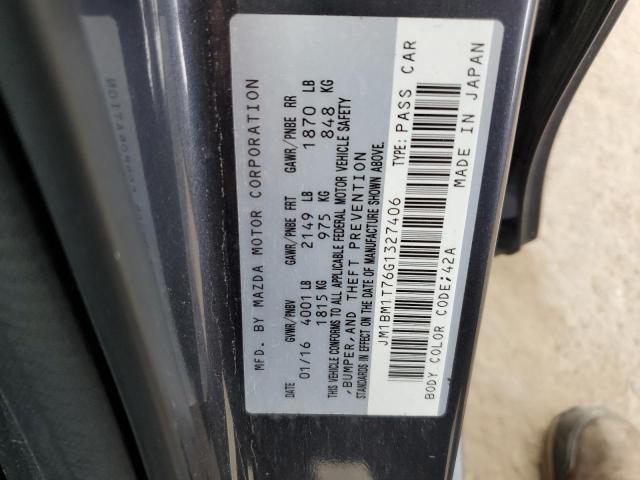 MFD. BY MAZDA MOTOR CORPORATION
DATE GVWR/PNBV GAWR/PNBE FRT GAWR/PNBE RR
01/16 4001 LB 2149 LB 1870 LB
1815 KG 975 KG 848 KG
THIS VEHICLE CONFORMS TO ALL APPLICABLE FEDERAL MOTOR VEHICLE SAFETY
,BUMPER,AND THEFT PREVENTION
STANDARDS IN EFFECT ON THE DATE OF MANUFACTURE SHOWN ABOVE.
JM1BM1T76G1327406 TYPE: PASS CAR
BODY COLOR CODE;42A MADE IN JAPAN